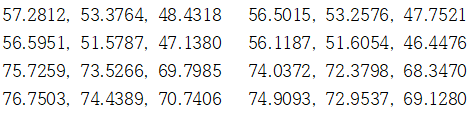 57.2812, 53.3764, 48.4318 56.5015, 53.2576, 47.7521
56.5951, 51.5787, 47.1380 56.1187, 51.6054, 46.4476
75.7259, 73.5266, 69.7985 74.0372, 72.3798, 68.3470
76.7503, 74.4389, 70.7406 74.9093, 72.9537, 69.1280